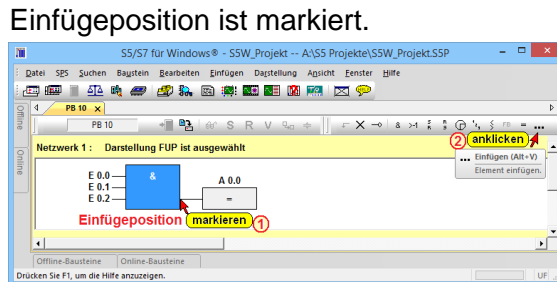 Einfügeposition ist markiert.
S5/S7 für Windows® - S5W_Projekt -- A:\S5 Projekte\S5W_Projekt.S5P
Datei SPS Suchen Baustein Bearbeiten Einfügen Darstellung Ansicht Fenster Hilfe
PB 10 x
Offline
Online
PB 10
S R V
X
& >1
FB = ...
2 anklicken
Netzwerk 1 : Darstellung FUP ist ausgewählt
... Einfügen (Alt+V)
Element einfügen.
E 0.0
&
E 0.1
A 0.0
E 0.2
=
Einfügeposition markieren 1
Offline-Bausteine Online-Bausteine
Drücken Sie F1, um die Hilfe anzuzeigen.
UF